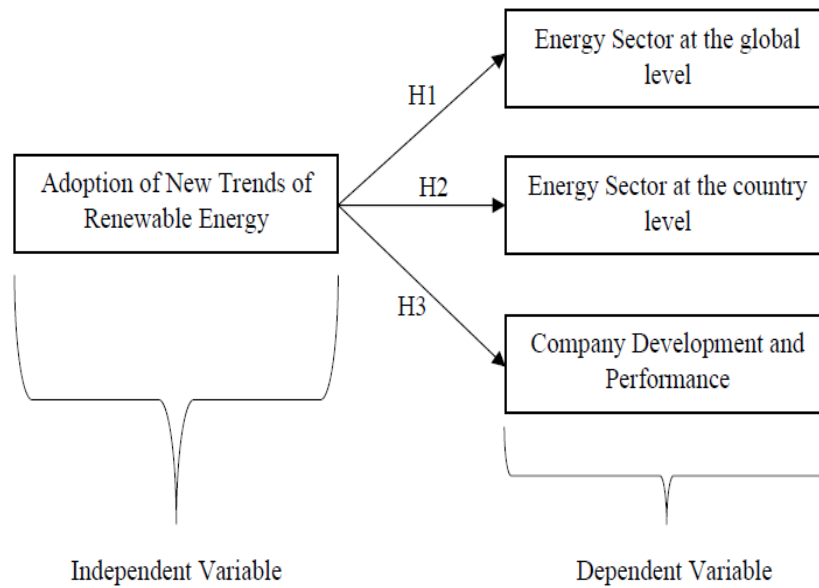 Energy Sector at the global
level
H1
Adoption of New Trends of
Renewable Energy
H2
Energy Sector at the country
level
H3
Company Development and
Performance
Independent Variable
Dependent Variable